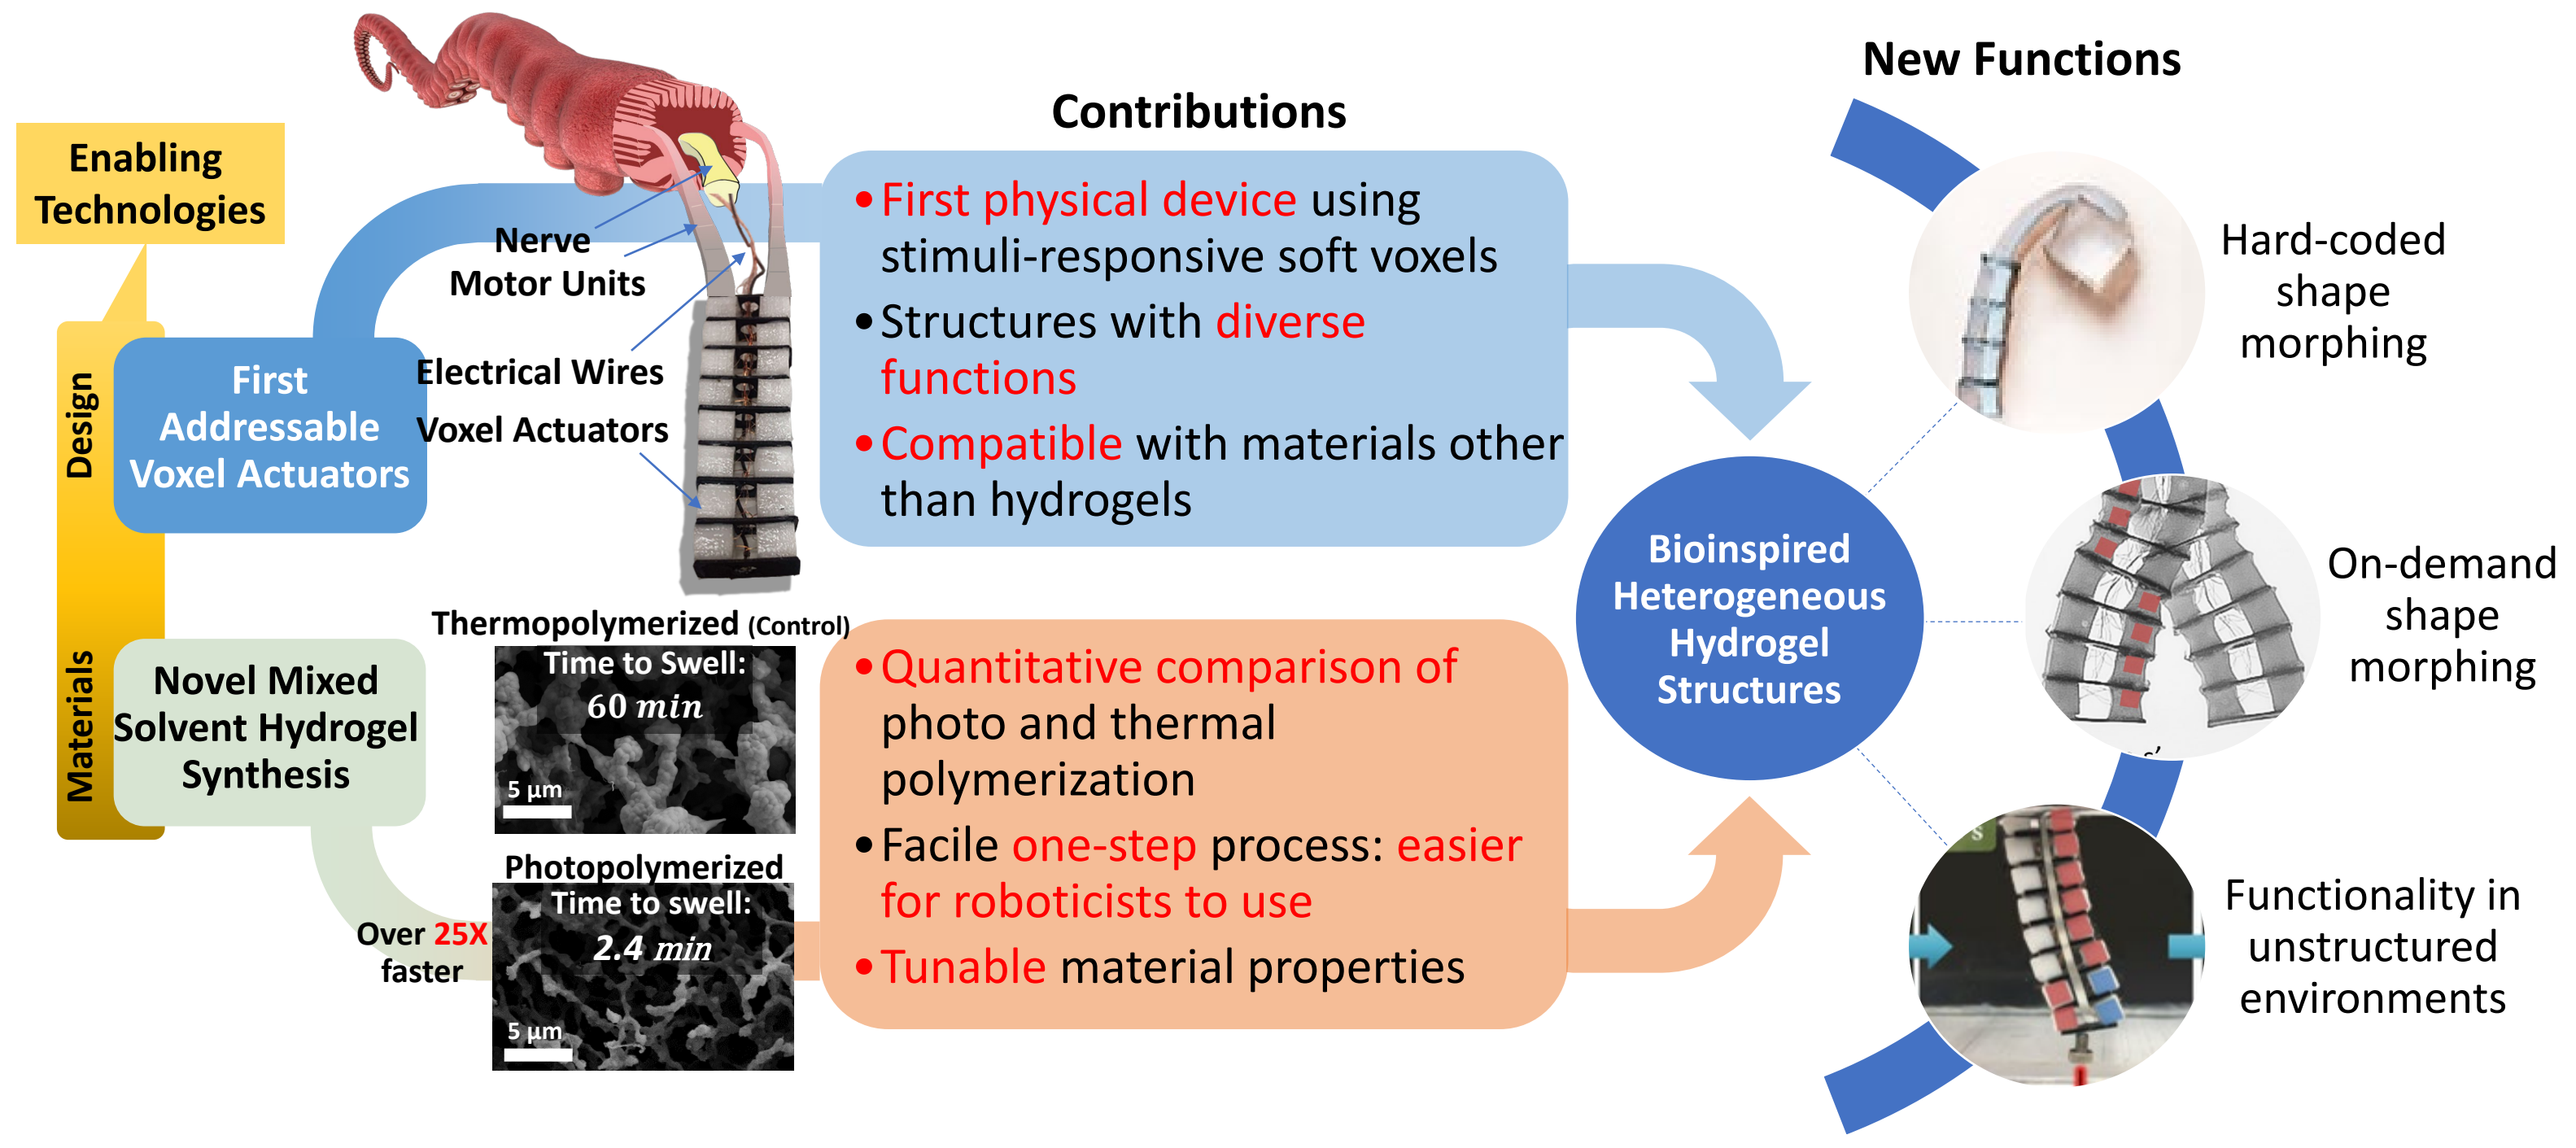 Enabling
Technologies
Design
Materials
First
Addressable
Voxel Actuators
Novel Mixed
Solvent Hydrogel
Synthesis
Nerve
Motor Units
Electrical Wires
Voxel Actuators
Thermopolymerized (Control)
Time to Swell:
60 min
5 μm
Photopolymerized
Time to swell:
2.4 min
5 μm
Over 25X
faster
Contributions
•First physical device using
stimuli-responsive soft voxels
•Structures with diverse
functions
•Compatible with materials other
than hydrogels
•Quantitative comparison of
photo and thermal
polymerization
•Facile one-step process: easier
for roboticists to use
•Tunable material properties
Bioinspired
Heterogeneous
Hydrogel
Structures
New Functions
Hard-coded
shape
morphing
On-demand
shape
morphing
Functionality in
unstructured
environments